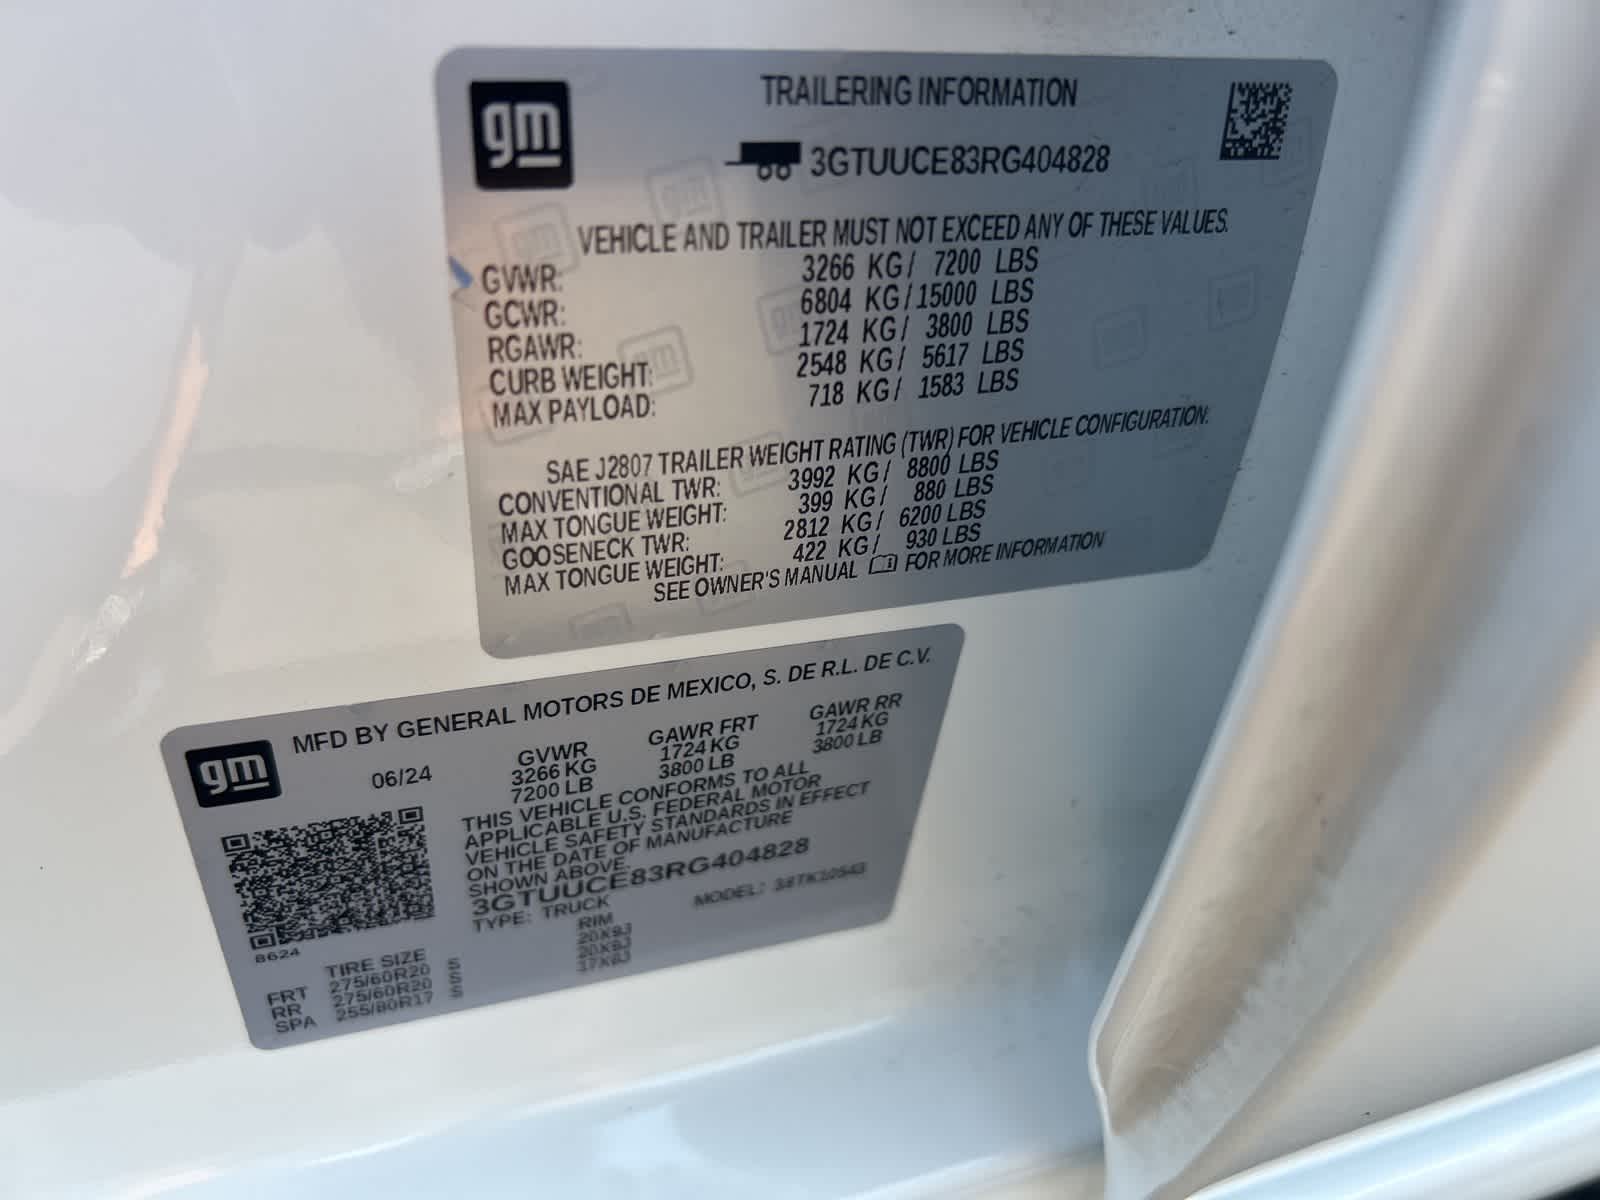 gm
TRAILERING INFORMATION
3GTUUCE83RG404828
VEHICLE AND TRAILER MUST NOT EXCEED ANY OF THESE VALUES.
GVWR: 3266 KG/ 7200 LBS
GCWR: 6804 KG/15000 LBS
RGAWR: 1724 KG/ 3800 LBS
CURB WEIGHT: 2548 KG/ 5617 LBS
MAX PAYLOAD: 718 KG/ 1583 LBS
SAE J2807 TRAILER WEIGHT RATING (TWR) FOR VEHICLE CONFIGURATION:
CONVENTIONAL TWR: 3992 KG/ 8800 LBS
MAX TONGUE WEIGHT: 399 KG/ 880 LBS
GOOSENECK TWR: 2812 KG/ 6200 LBS
MAX TONGUE WEIGHT: 422 KG/ 930 LBS
SEE OWNER'S MANUAL FOR MORE INFORMATION
MFD BY GENERAL MOTORS DE MEXICO, S. DE R.L. DE C.V.
gm
06/24
GVWR GAWR FRT GAWR RR
3266 KG 1724 KG 1724 KG
7200 LB 3800 LB 3800 LB
THIS VEHICLE CONFORMS TO ALL
APPLICABLE U.S. FEDERAL MOTOR
VEHICLE SAFETY STANDARDS IN EFFECT
ON THE DATE OF MANUFACTURE
SHOWN ABOVE.
3GTUUCE83RG404828
TYPE: TRUCK MODEL: 38TK10543
8624
TIRE SIZE RIM
FRT 275/60R20 S 20X9J
RR 275/60R20 S 20X9J
SPA 255/80R17 S 17X8J